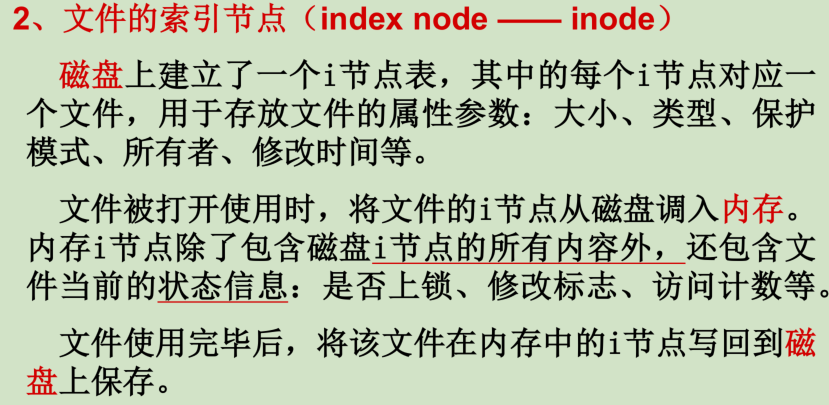 2、文件的索引节点（index node —— inode）
磁盘上建立了一个i节点表，其中的每个i节点对应一
个文件，用于存放文件的属性参数：大小、类型、保护
模式、所有者、修改时间等。
文件被打开使用时，将文件的i节点从磁盘调入内存。
内存i节点除了包含磁盘i节点的所有内容外，还包含文
件当前的状态信息：是否上锁、修改标志、访问计数等。
文件使用完毕后，将该文件在内存中的i节点写回到磁
盘上保存。